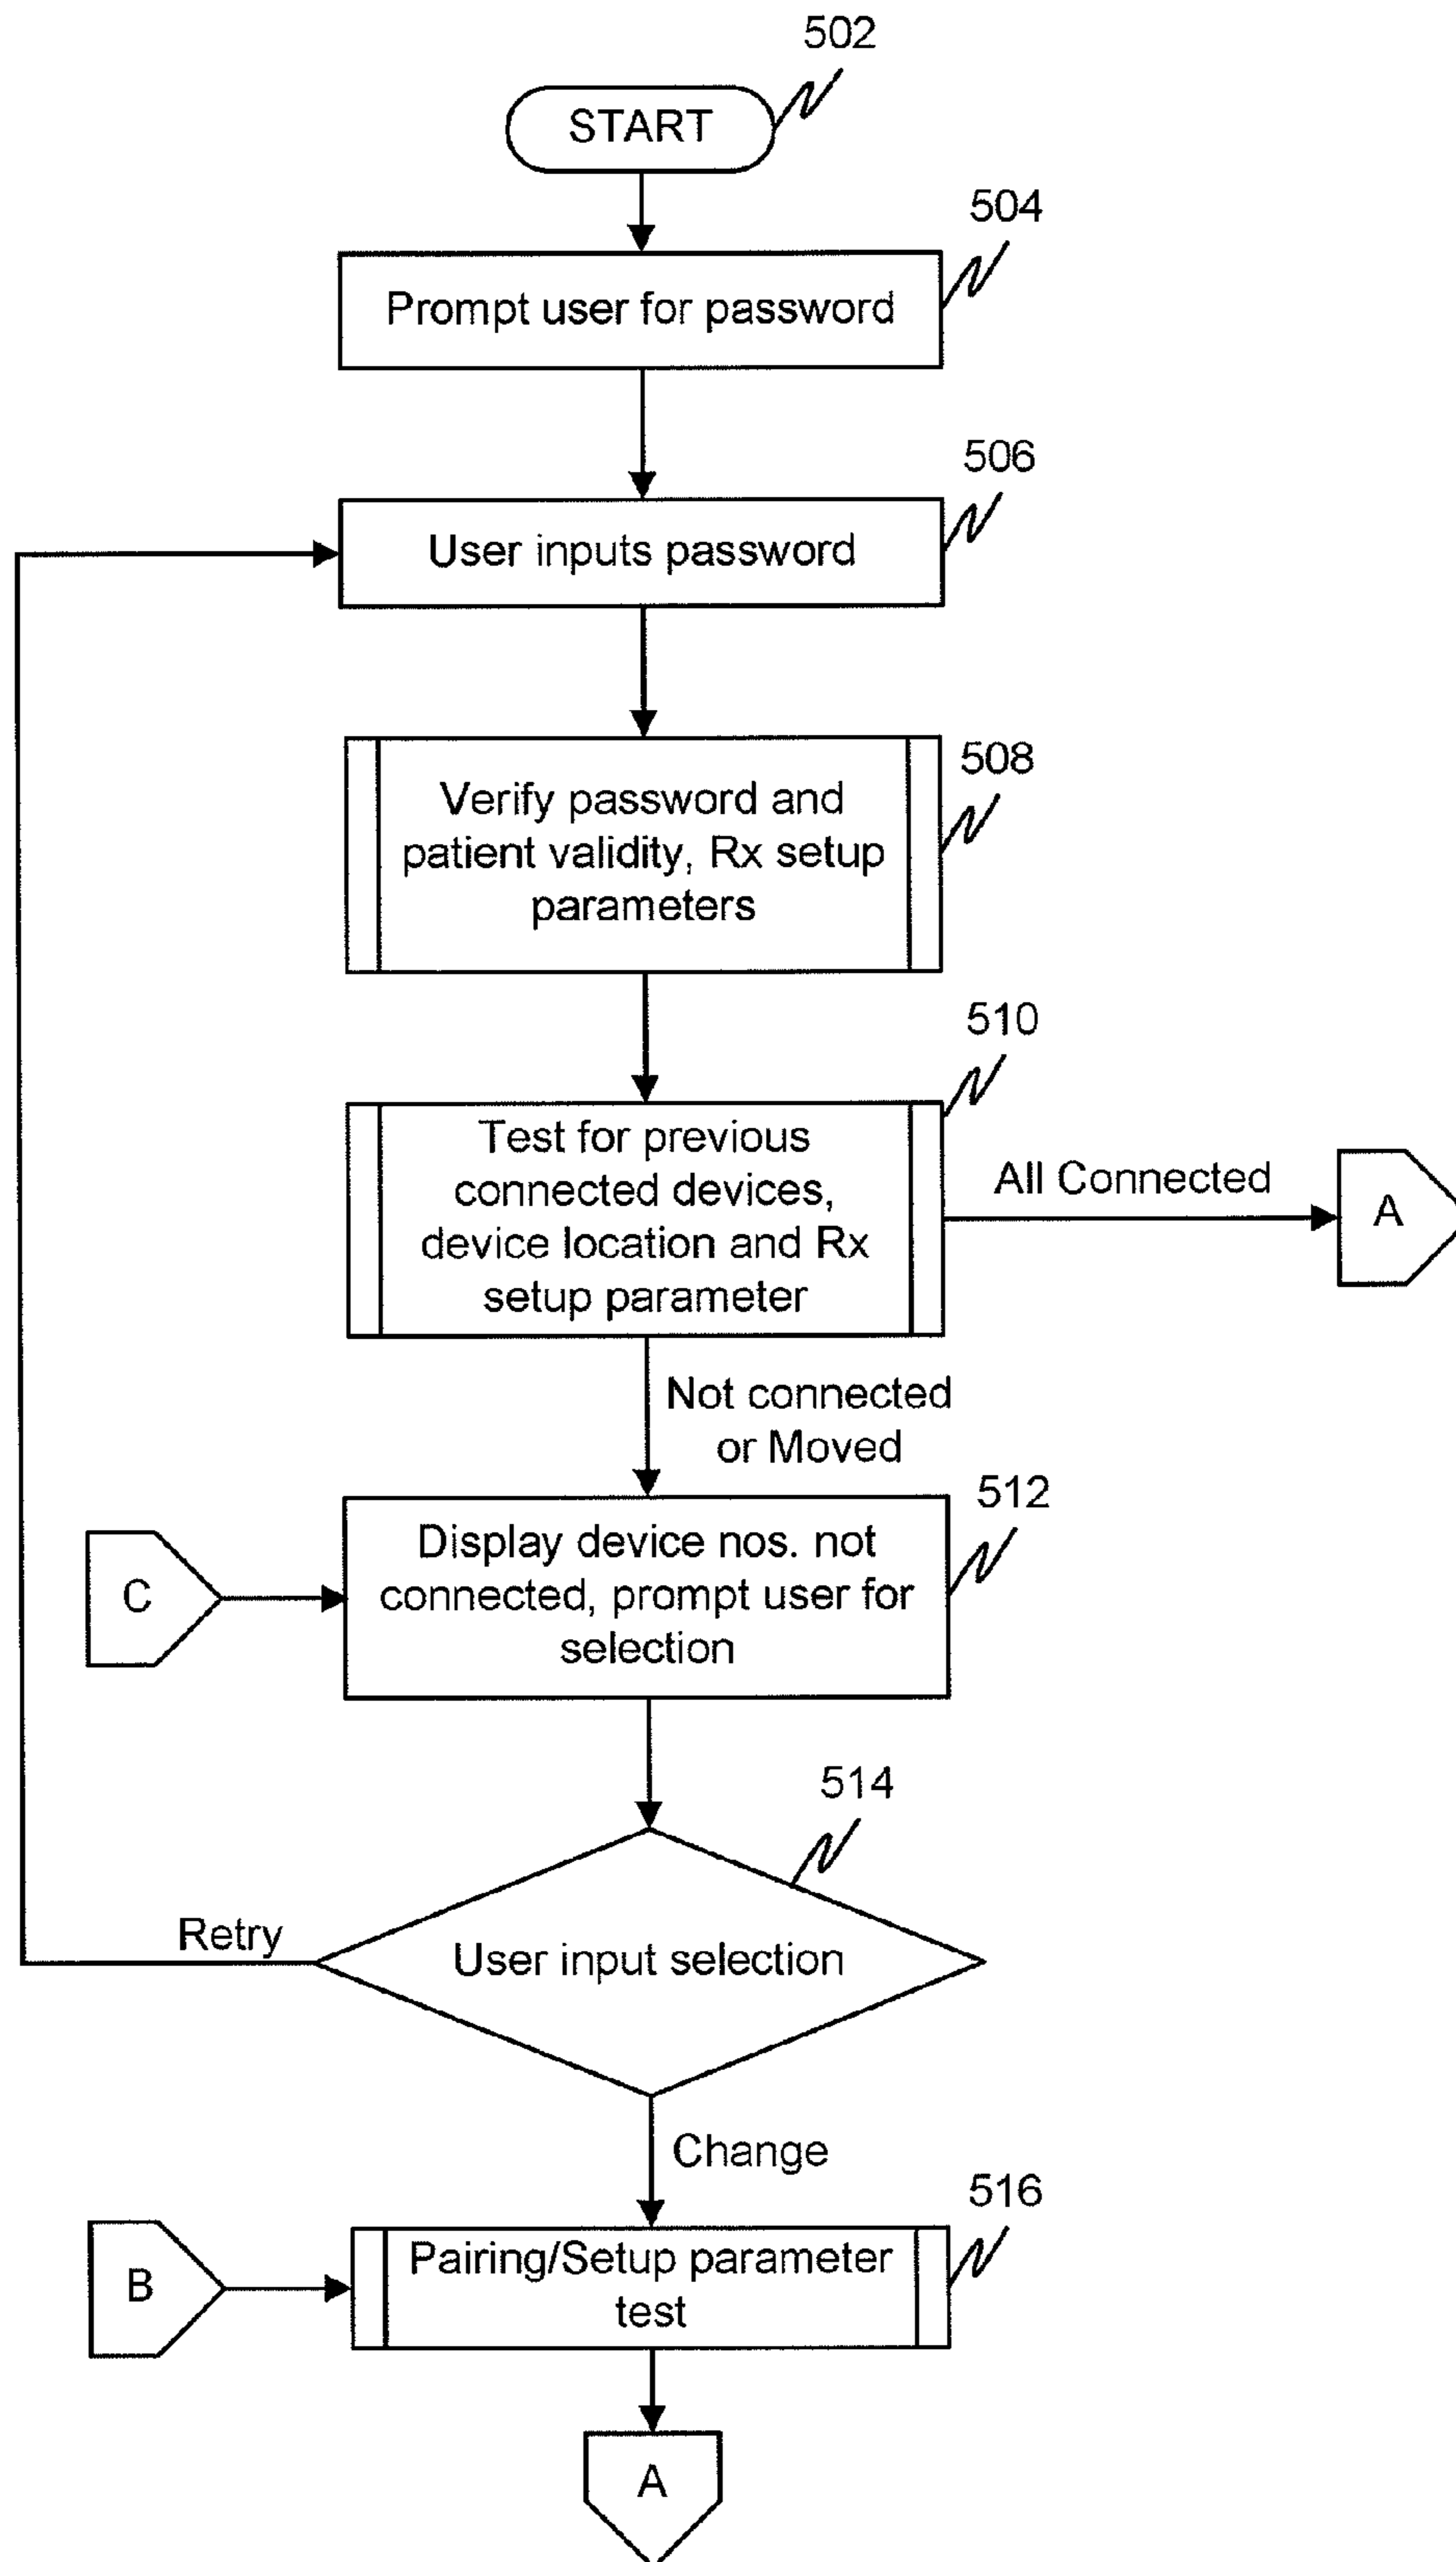 502
START
504
Prompt user for password
506
User inputs password
508
Verify password and
patient validity, Rx setup
parameters
510
Test for previous
connected devices,
device location and Rx
setup parameter
All Connected
A
Not connected
or Moved
512
Display device nos. not
connected, prompt user for
selection
C
514
Retry
User input selection
Change
516
Pairing/Setup parameter
test
B
A